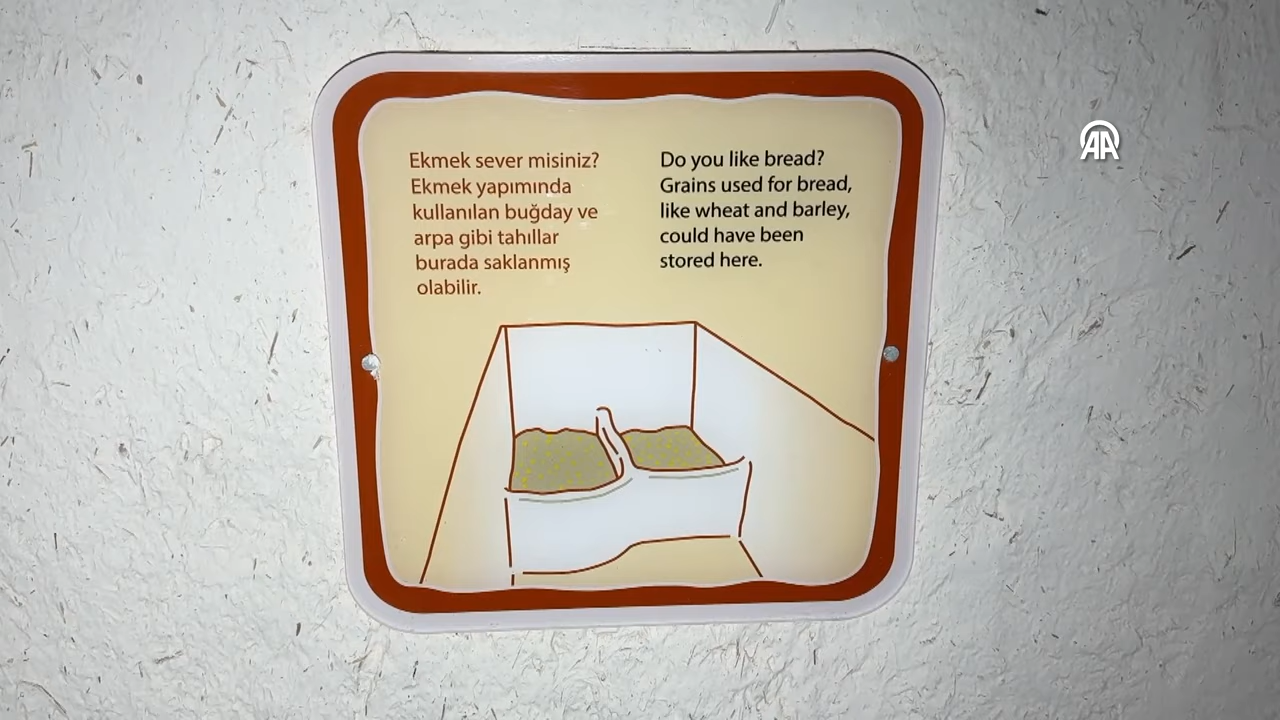 Ekmek sever misiniz?
Ekmek yapımında
kullanılan buğday ve
arpa gibi tahıllar
burada saklanmış
olabilir.
Do you like bread?
Grains used for bread,
like wheat and barley,
could have been
stored here.
AA